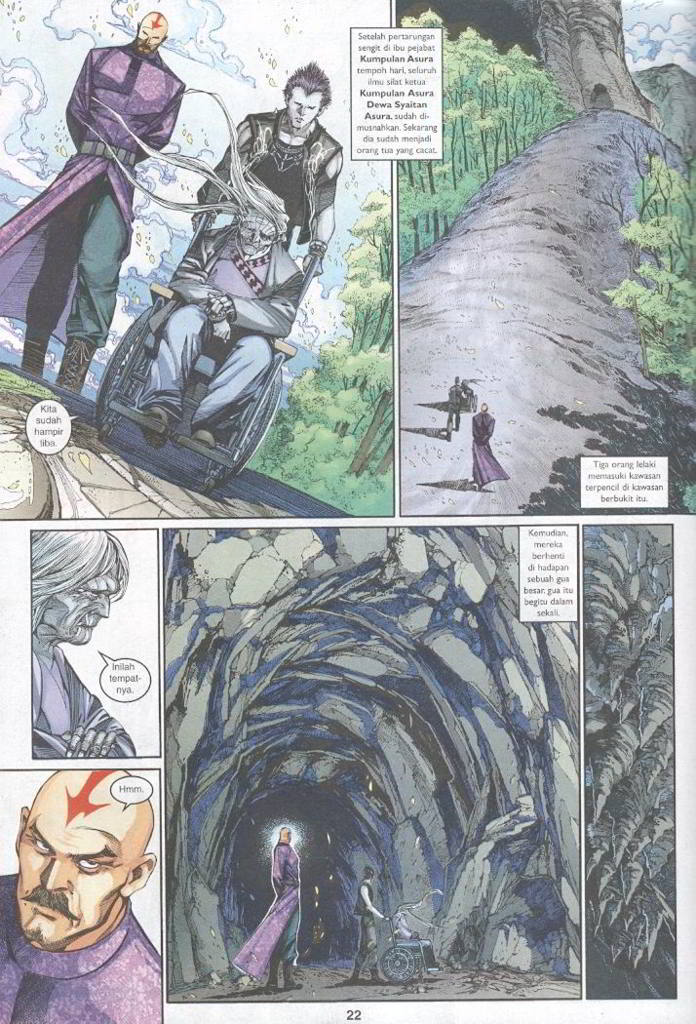 Setelah pertarungan
sengit di ibu pejabat
Kumpulan Asura
tempoh hari, seluruh
ilmu silat ketua
Kumpulan Asura
Dewa Syaitan
Asura, sudah di-
musnahkan. Sekarang
dia sudah menjadi
orang tua yang cacat.
Kita
sudah
hampir
tiba.
Tiga orang lelaki
memasuki kawasan
terpencil di kawasan
berbukit itu.
Inilah
tempat-
nya.
Hmm.
Kemudian,
mereka
berhenti
di hadapan
sebuah gua
besar. gua itu
begitu dalam
sekali.
22